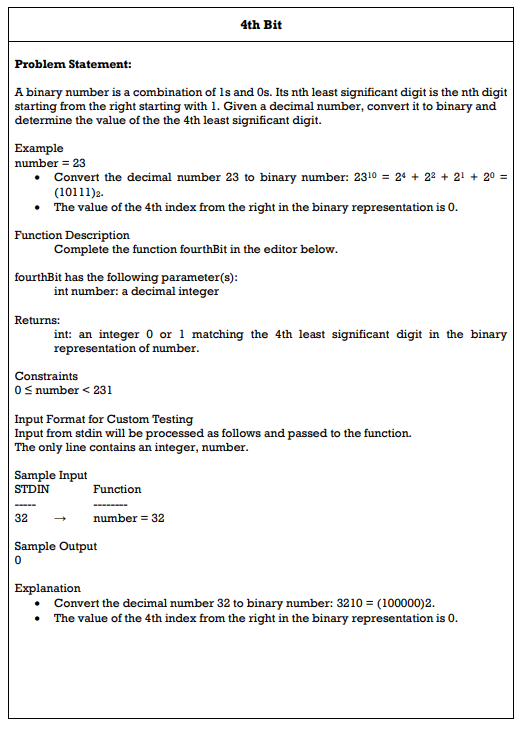 4th Bit
Problem Statement:
A binary number is a combination of 1s and 0s. Its nth least significant digit is the nth digit
starting from the right starting with 1. Given a decimal number, convert it to binary and
determine the value of the the 4th least significant digit.
Example
number = 23
• Convert the decimal number 23 to binary number: 23¹⁰ = 2⁴ + 2² + 2¹ + 2⁰ =
(10111)₂.
• The value of the 4th index from the right in the binary representation is 0.
Function Description
Complete the function fourthBit in the editor below.
fourthBit has the following parameter(s):
int number: a decimal integer
Returns:
int: an integer 0 or 1 matching the 4th least significant digit in the binary
representation of number.
Constraints
0 ≤ number < 231
Input Format for Custom Testing
Input from stdin will be processed as follows and passed to the function.
The only line contains an integer, number.
Sample Input
STDIN Function
----- --------
32 → number = 32
Sample Output
0
Explanation
• Convert the decimal number 32 to binary number: 3210 = (100000)2.
• The value of the 4th index from the right in the binary representation is 0.